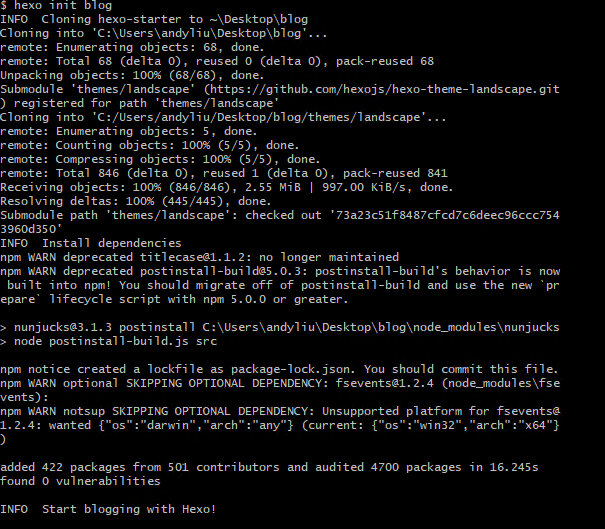 $ hexo init blog
INFO  Cloning hexo-starter to ~\Desktop\blog
Cloning into 'C:\Users\andyliu\Desktop\blog'...
remote: Enumerating objects: 68, done.
remote: Total 68 (delta 0), reused 0 (delta 0), pack-reused 68
Unpacking objects: 100% (68/68), done.
Submodule 'themes/landscape' (https://github.com/hexojs/hexo-theme-landscape.git
) registered for path 'themes/landscape'
Cloning into 'C:/Users/andyliu/Desktop/blog/themes/landscape'...
remote: Enumerating objects: 5, done.
remote: Counting objects: 100% (5/5), done.
remote: Compressing objects: 100% (5/5), done.
remote: Total 846 (delta 0), reused 1 (delta 0), pack-reused 841
Receiving objects: 100% (846/846), 2.55 MiB | 997.00 KiB/s, done.
Resolving deltas: 100% (445/445), done.
Submodule path 'themes/landscape': checked out '73a23c51f8487cfcd7c6deec96ccc754
3960d350'
INFO  Install dependencies
npm WARN deprecated titlecase@1.1.2: no longer maintained
npm WARN deprecated postinstall-build@5.0.3: postinstall-build's behavior is now
 built into npm! You should migrate off of postinstall-build and use the new `pr
epare` lifecycle script with npm 5.0.0 or greater.
> nunjucks@3.1.3 postinstall C:\Users\andyliu\Desktop\blog\node_modules\nunjucks
> node postinstall-build.js src
npm notice created a lockfile as package-lock.json. You should commit this file.
npm WARN optional SKIPPING OPTIONAL DEPENDENCY: fsevents@1.2.4 (node_modules\fse
vents):
npm WARN notsup SKIPPING OPTIONAL DEPENDENCY: Unsupported platform for fsevents@
1.2.4: wanted {"os":"darwin","arch":"any"} (current: {"os":"win32","arch":"x64"}
)
added 422 packages from 501 contributors and audited 4700 packages in 16.245s
found 0 vulnerabilities
INFO  Start blogging with Hexo!